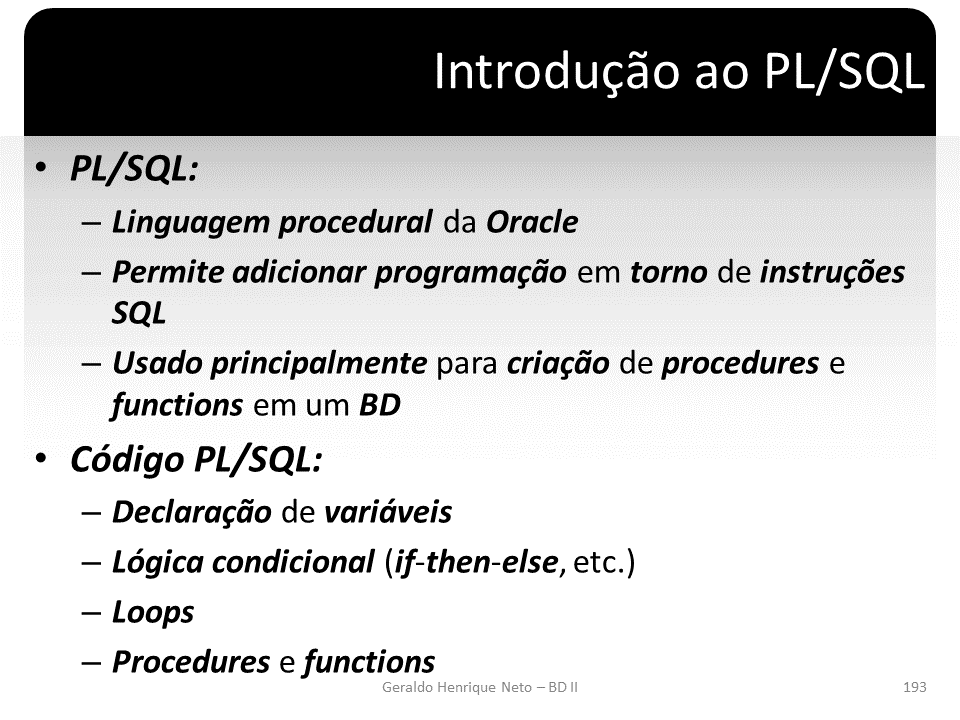 Introdução ao PL/SQL
• PL/SQL:
– Linguagem procedural da Oracle
– Permite adicionar programação em torno de instruções
SQL
– Usado principalmente para criação de procedures e
functions em um BD
• Código PL/SQL:
– Declaração de variáveis
– Lógica condicional (if-then-else, etc.)
– Loops
– Procedures e functions
Geraldo Henrique Neto – BD II
193